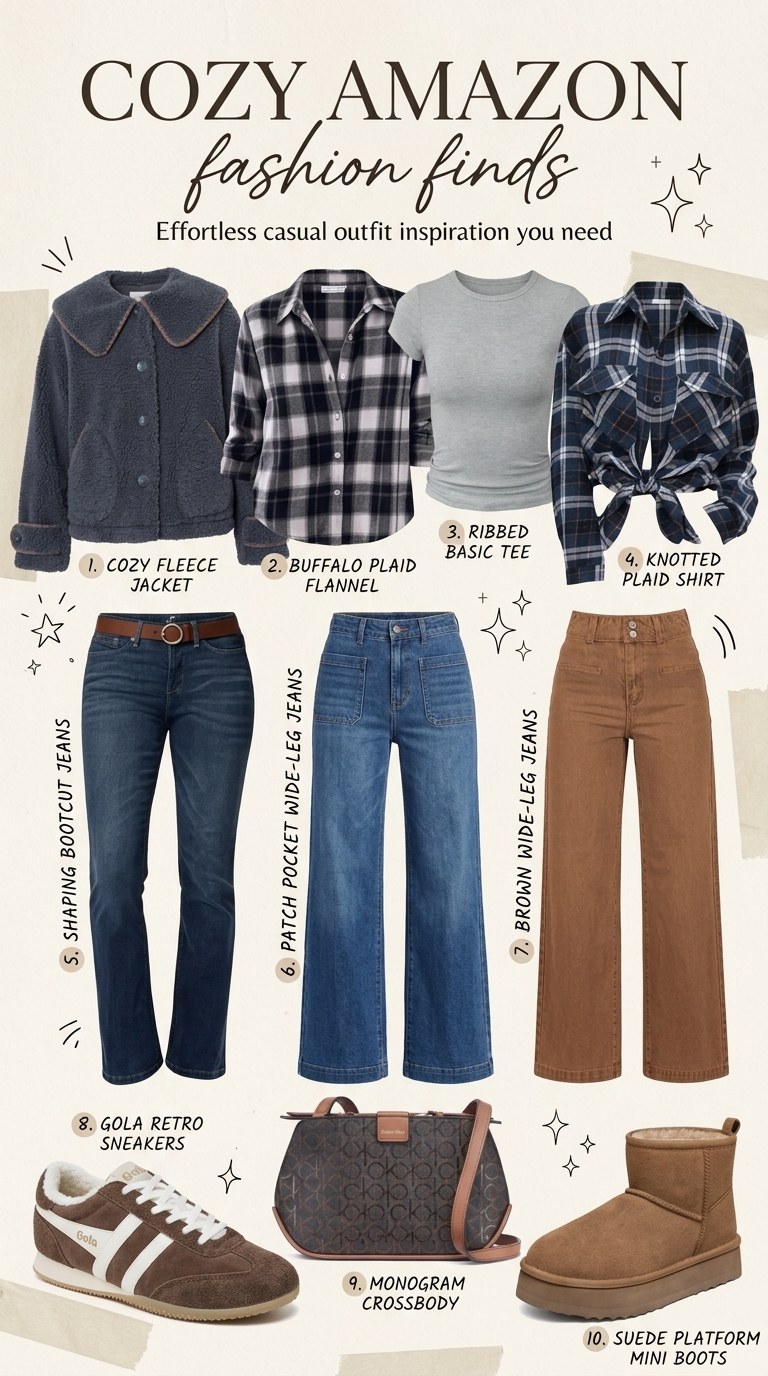 COZY AMAZON
fashion finds
Effortless casual outfit inspiration you need
1. COZY FLEECE
JACKET
2. BUFFALO PLAID
FLANNEL
3. RIBBED
BASIC TEE
4. KNOTTED
PLAID SHIRT
5. SHAPING BOOTCUT JEANS
6. PATCH POCKET WIDE-LEG JEANS
7. BROWN WIDE-LEG JEANS
8. GOLA RETRO
SNEAKERS
Gola
Gola
9. MONOGRAM
CROSSBODY
10. SUEDE PLATFORM
MINI BOOTS